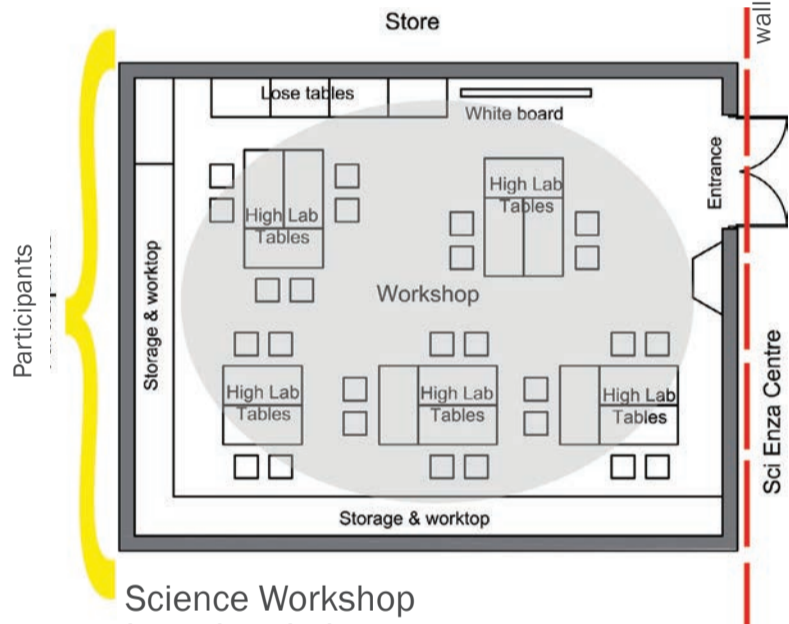 Store
wall
Lose tables
White board
Entrance
High Lab
Tables
High Lab
Tables
Participants
Storage & worktop
Workshop
High Lab
Tables
High Lab
Tables
High Lab
Tables
Sci Enza Centre
Storage & worktop
Science Workshop